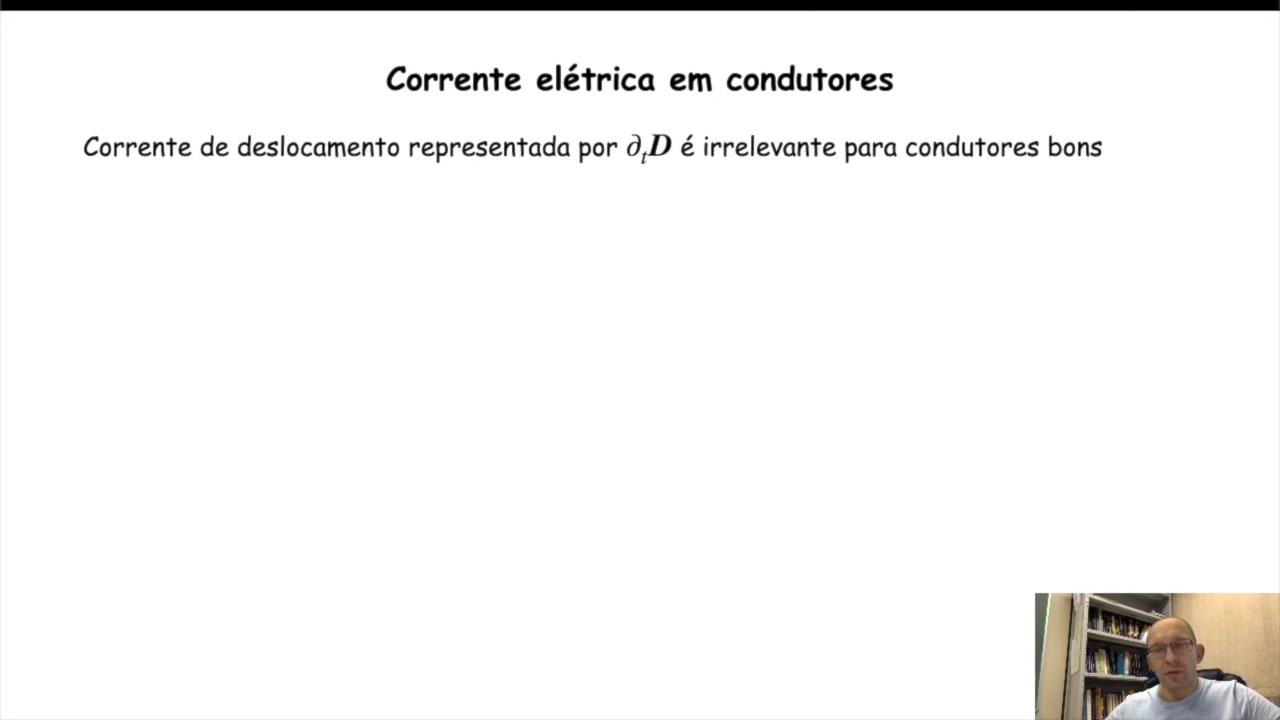 Corrente elétrica em condutores
Corrente de deslocamento representada por ∂ₜD é irrelevante para condutores bons